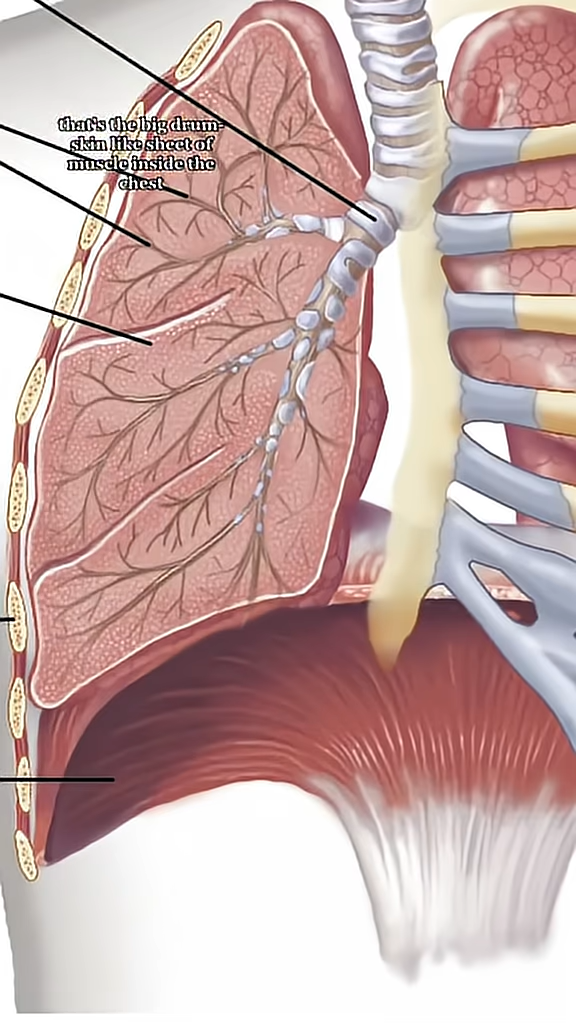 that's the big drum-
skin like sheet of
muscle inside the
chest